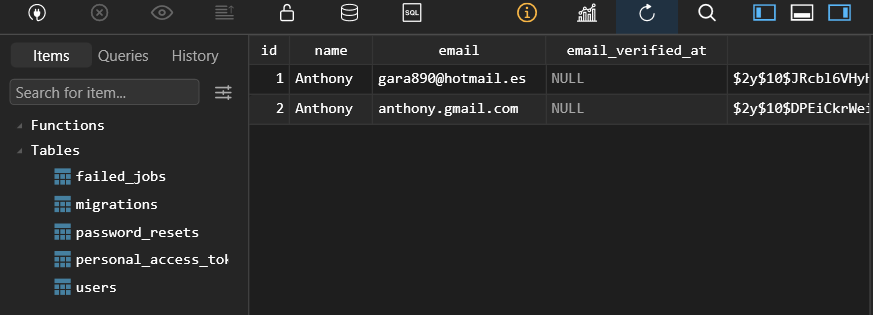 SQL
Items Queries History
Search for item...
Functions
Tables
failed_jobs
migrations
password_resets
personal_access_tok
users
id name email email_verified_at
1 Anthony gara890@hotmail.es NULL $2y$10$JRcbl6VHyH
2 Anthony anthony.gmail.com NULL $2y$10$DPEiCkrWei